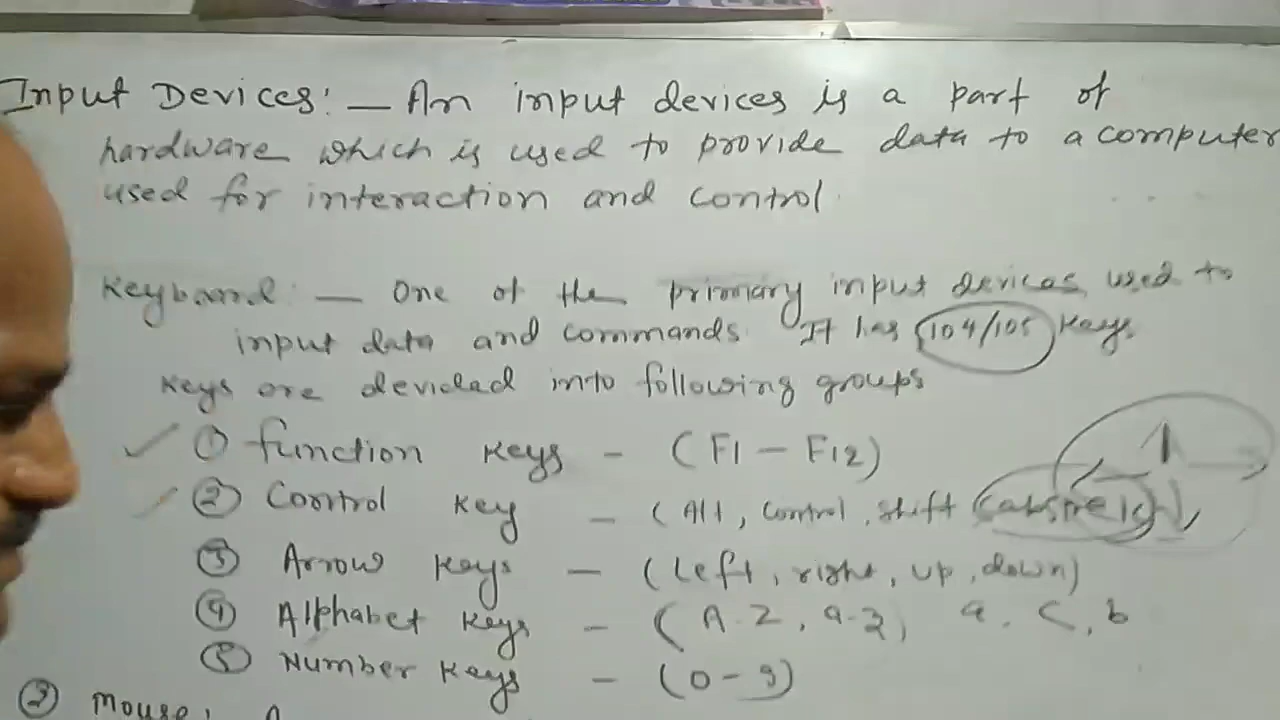 Input Devices: — An input devices is a part of
hardware which is used to provide data to a computer
used for interaction and control
Keyboard: — One of the primary input devices used to
input data and commands. It has 104/105 Keys.
Keys are devided into following groups
① function Keys - (F1 - F12)
② Control Key - (Alt, Control, Shift
③ Arrow Keys - (Left, right, up, down)
④ Alphabet Keys - (A-Z, a-z) a, c, b
⑤ Number Keys - (0-9)
② Mouse: